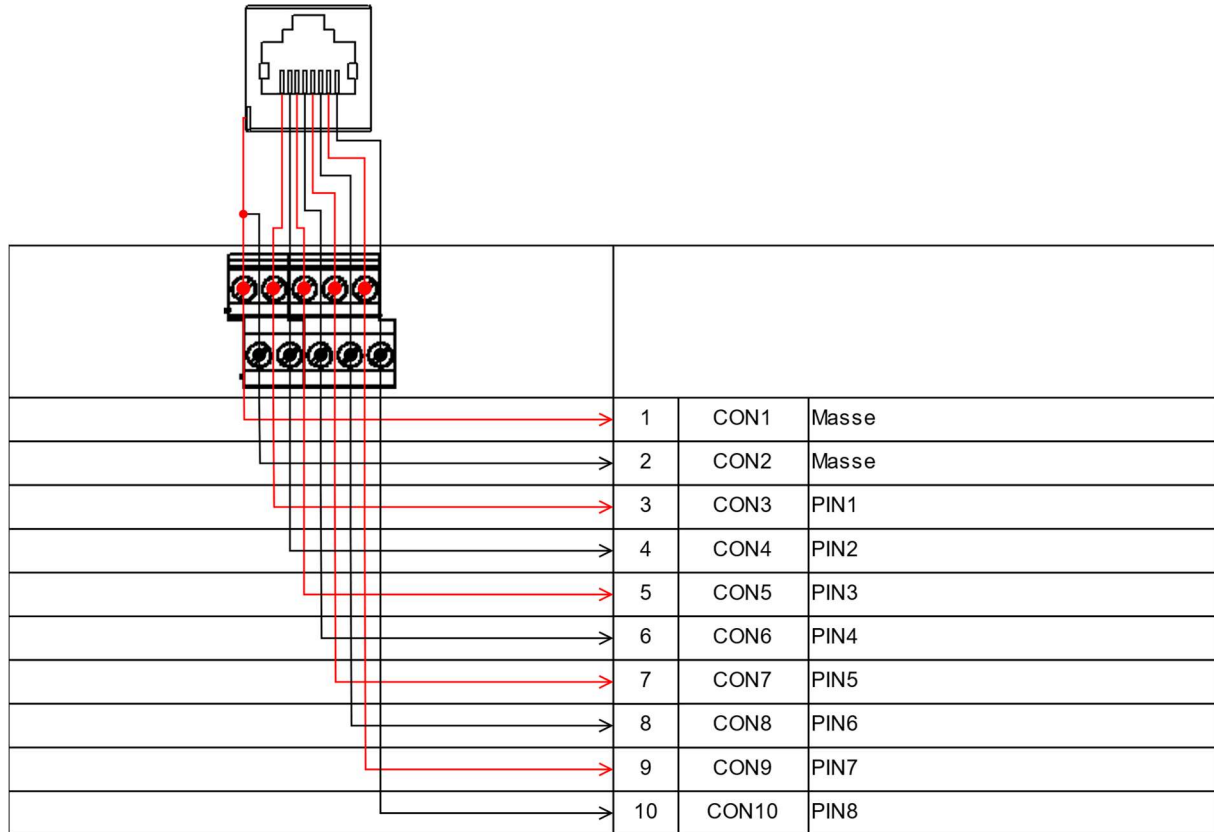 1 CON1 Masse
2 CON2 Masse
3 CON3 PIN1
4 CON4 PIN2
5 CON5 PIN3
6 CON6 PIN4
7 CON7 PIN5
8 CON8 PIN6
9 CON9 PIN7
10 CON10 PIN8